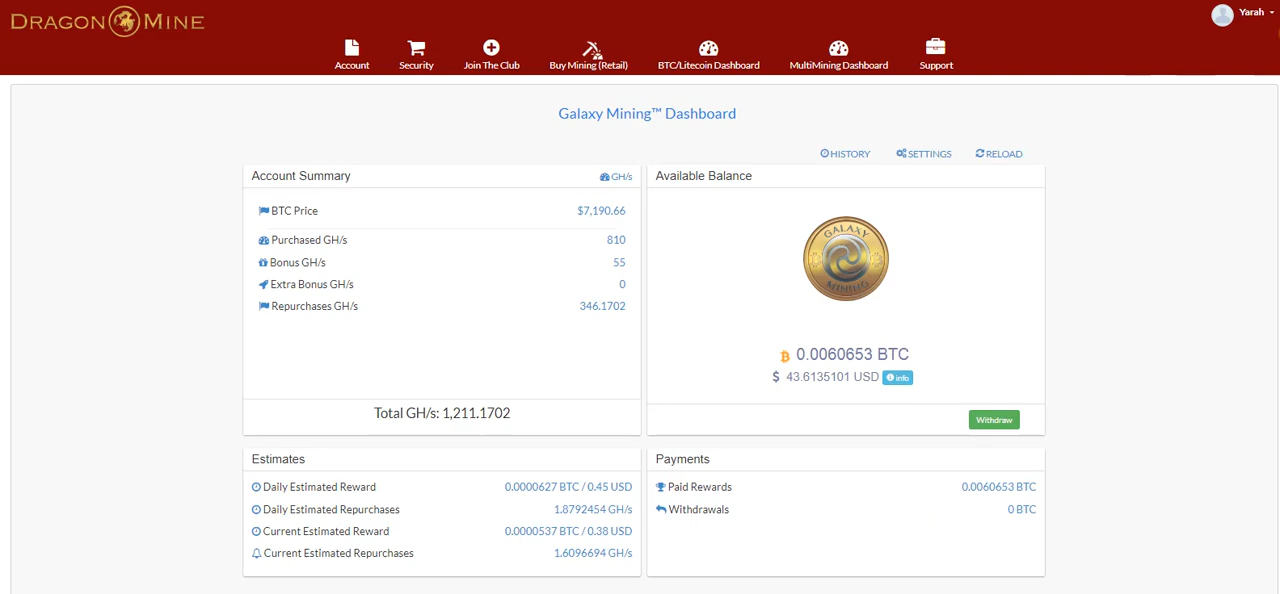 DRAGON MINE
Yarah
Account
Security
Join The Club
Buy Mining (Retail)
BTC/Litecoin Dashboard
MultiMining Dashboard
Support
Galaxy Mining™ Dashboard
HISTORY
SETTINGS
RELOAD
Account Summary
GH/s
BTC Price
$7,190.66
Purchased GH/s
810
Bonus GH/s
55
Extra Bonus GH/s
0
Repurchases GH/s
346.1702
Total GH/s: 1,211.1702
Available Balance
GALAXY
MINING
0.0060653 BTC
$ 43.6135101 USD info
Withdraw
Estimates
Daily Estimated Reward
0.0000627 BTC / 0.45 USD
Daily Estimated Repurchases
1.8792454 GH/s
Current Estimated Reward
0.0000537 BTC / 0.38 USD
Current Estimated Repurchases
1.6096694 GH/s
Payments
Paid Rewards
0.0060653 BTC
Withdrawals
0 BTC